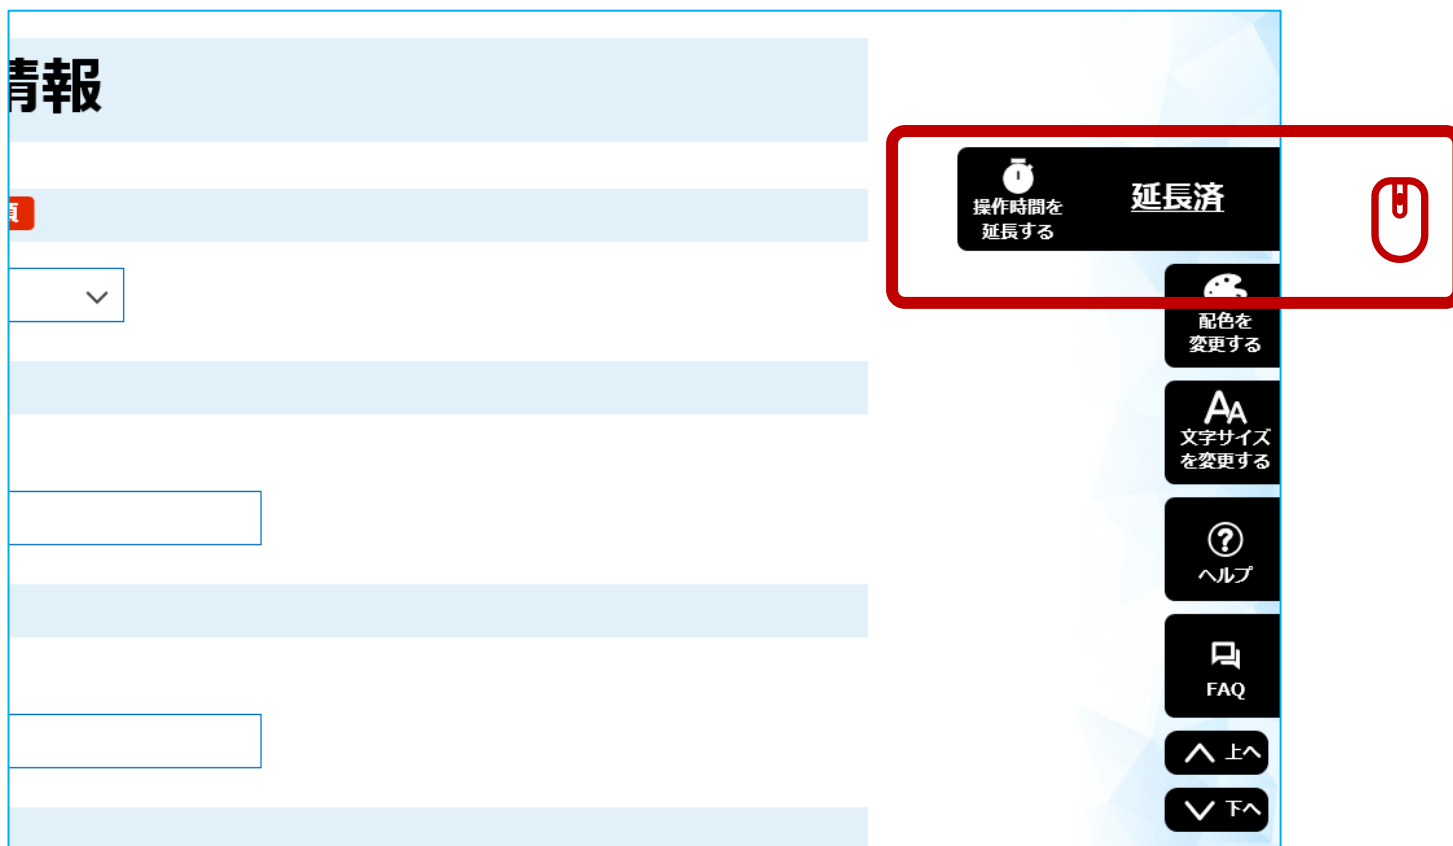 情報
操作時間を
延長する
延長済
配色を
変更する
文字サイズ
を変更する
ヘルプ
FAQ
上へ
下へ